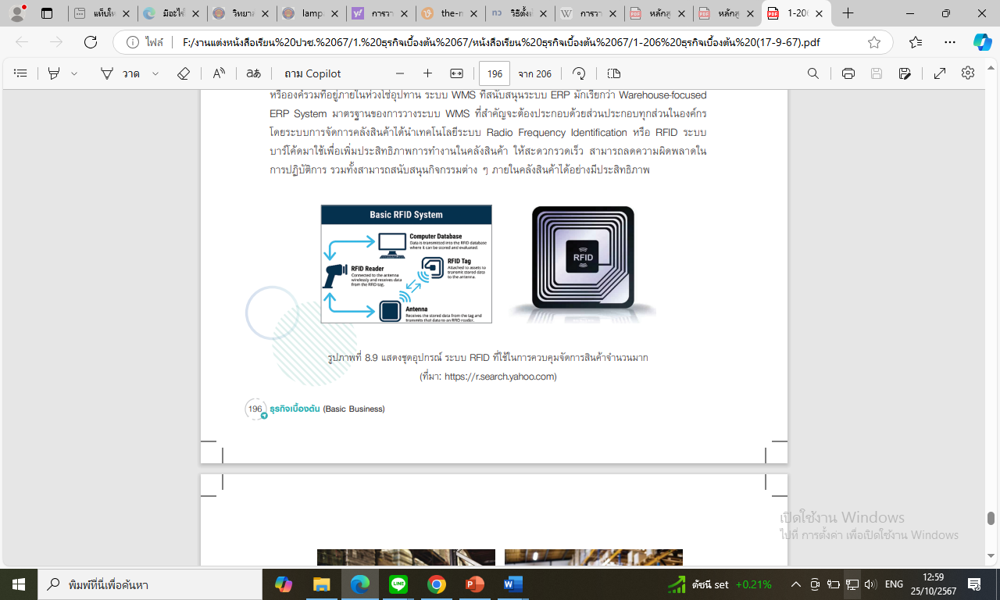 แท็บให
มือใช้
วิทยาล
lampa
การวา
the-n
วิธีตั้งเ
การวา
หลักสู
หลักสู
1-20
ไฟล์
F:/งานแต่งหนังสือเรียน%20ปวช.%2067/1.%20ธุรกิจเบื้องต้น%2067/หนังสือเรียน%20ธุรกิจเบื้องต้น%2067/1-206%20ธุรกิจเบื้องต้น%20(17-9-67).pdf
วาด
ถาม Copilot
196 จาก 206
หรือองค์รวมที่อยู่ภายในห่วงโซ่อุปทาน ระบบ WMS ที่สนับสนุนระบบ ERP มักเรียกว่า Warehouse-focused
ERP System มาตรฐานของการวางระบบ WMS ที่สำคัญจะต้องประกอบด้วยส่วนประกอบทุกส่วนในองค์กร
โดยระบบการจัดการคลังสินค้าได้นำเทคโนโลยีระบบ Radio Frequency Identification หรือ RFID ระบบ
บาร์โค้ดมาใช้เพื่อเพิ่มประสิทธิภาพการทำงานในคลังสินค้า ให้สะดวกรวดเร็ว สามารถลดความผิดพลาดใน
การปฏิบัติการ รวมทั้งสามารถสนับสนุนกิจกรรมต่าง ๆ ภายในคลังสินค้าได้อย่างมีประสิทธิภาพ
Basic RFID System
Computer Database
Data is transmitted into the RFID database
where it can be stored and evaluated.
RFID Tag
Attached to assets to
transmit stored data
to the antenna.
RFID Reader
Connected to the antenna
wirelessly and receives data
from the RFID tag.
Antenna
Receives the stored data from the tag and
transmits that data to an RFID reader.
RFID
รูปภาพที่ 8.9 แสดงชุดอุปกรณ์ ระบบ RFID ที่ใช้ในการควบคุมจัดการสินค้าจำนวนมาก
(ที่มา: https://r.search.yahoo.com)
196 ธุรกิจเบื้องต้น (Basic Business)
เปิดใช้งาน Windows
ไปที่ การตั้งค่า เพื่อเปิดใช้งาน Windows
พิมพ์ที่นี่เพื่อค้นหา
ดัชนี set +0.21%
ENG
12:59
25/10/2567